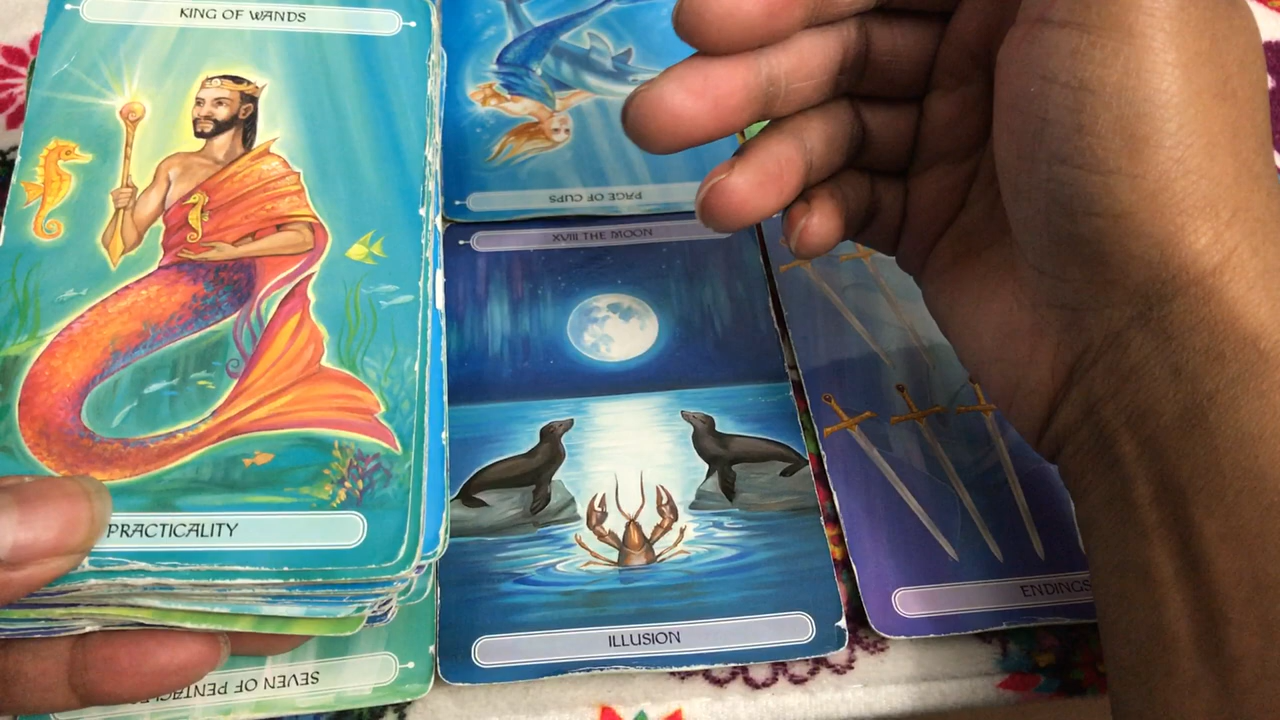 KING OF WANDS
PRACTICALITY
PAGE OF CUPS
XVIII THE MOON
ILLUSION
ENDINGS
SEVEN OF PENTACLES